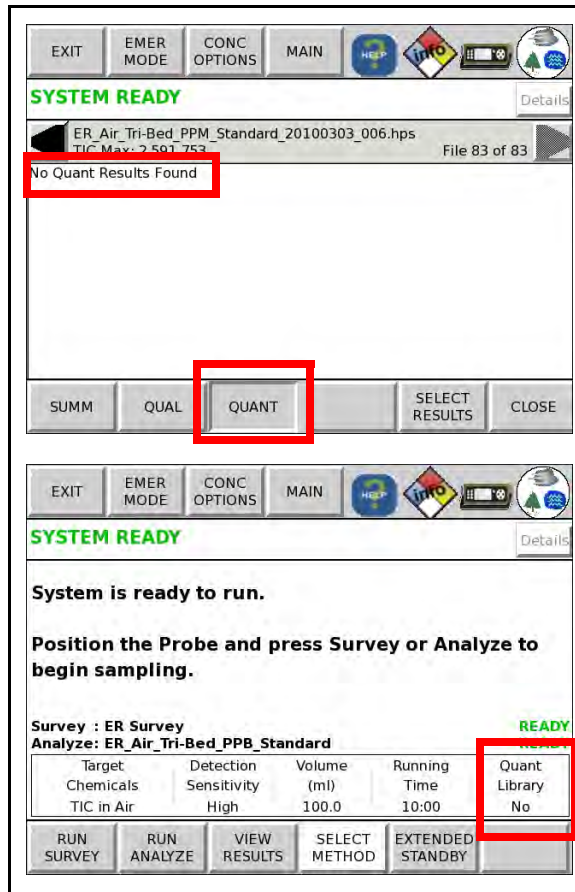 EXIT EMER MODE CONC OPTIONS MAIN HELP info
SYSTEM READY Details
ER_Air_Tri-Bed_PPM_Standard_20100303_006.hps
TIC Max: 2,591,753 File 83 of 83
No Quant Results Found
SUMM QUAL QUANT SELECT RESULTS CLOSE
EXIT EMER MODE CONC OPTIONS MAIN HELP info
SYSTEM READY Details
System is ready to run.
Position the Probe and press Survey or Analyze to
begin sampling.
Survey : ER Survey READY
Analyze: ER_Air_Tri-Bed_PPB_Standard READY
Target Detection Volume Running Quant
Chemicals Sensitivity (ml) Time Library
TIC in Air High 100.0 10:00 No
RUN SURVEY RUN ANALYZE VIEW RESULTS SELECT METHOD EXTENDED STANDBY